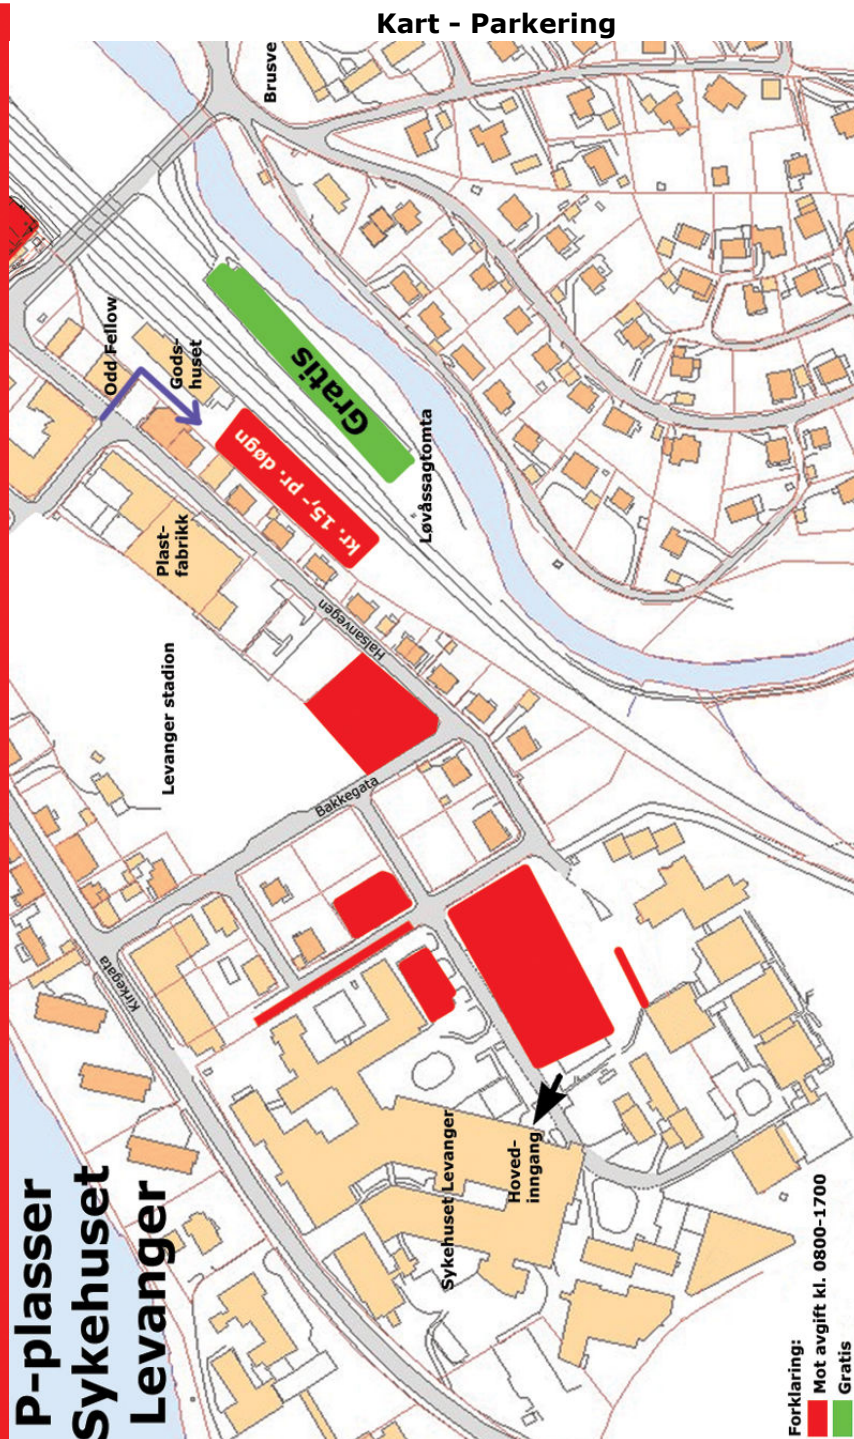 Kart - Parkering
P-plasser
Sykehuset
Levanger
Brusve
Odd Fellow
Gods-
huset
Gratis
kr. 15,- pr. døgn
Løvåssagtomta
Plast-
fabrikk
Halsanvegen
Levanger stadion
Bakkegata
Kirkegata
Sykehuset Levanger
Hoved-
inngang
Forklaring:
Mot avgift kl. 0800-1700
Gratis